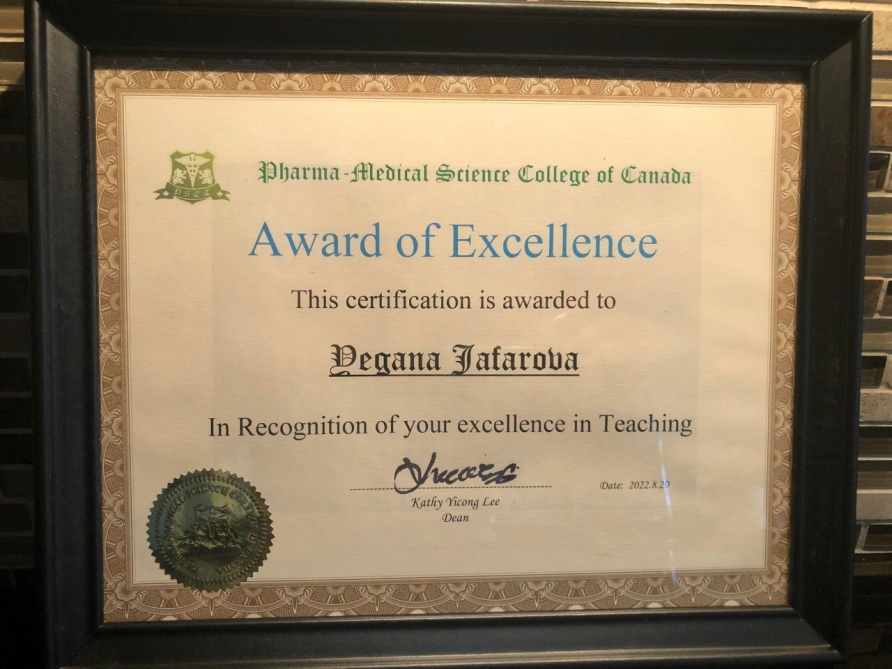 Pharma-Medical Science College of Canada
PSCC
Award of Excellence
This certification is awarded to
Yegana Jafarova
In Recognition of your excellence in Teaching
Kathy Yicong Lee
Date: 2022.8.20
Dean